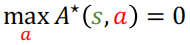 max A⋆(s, a) = 0
a